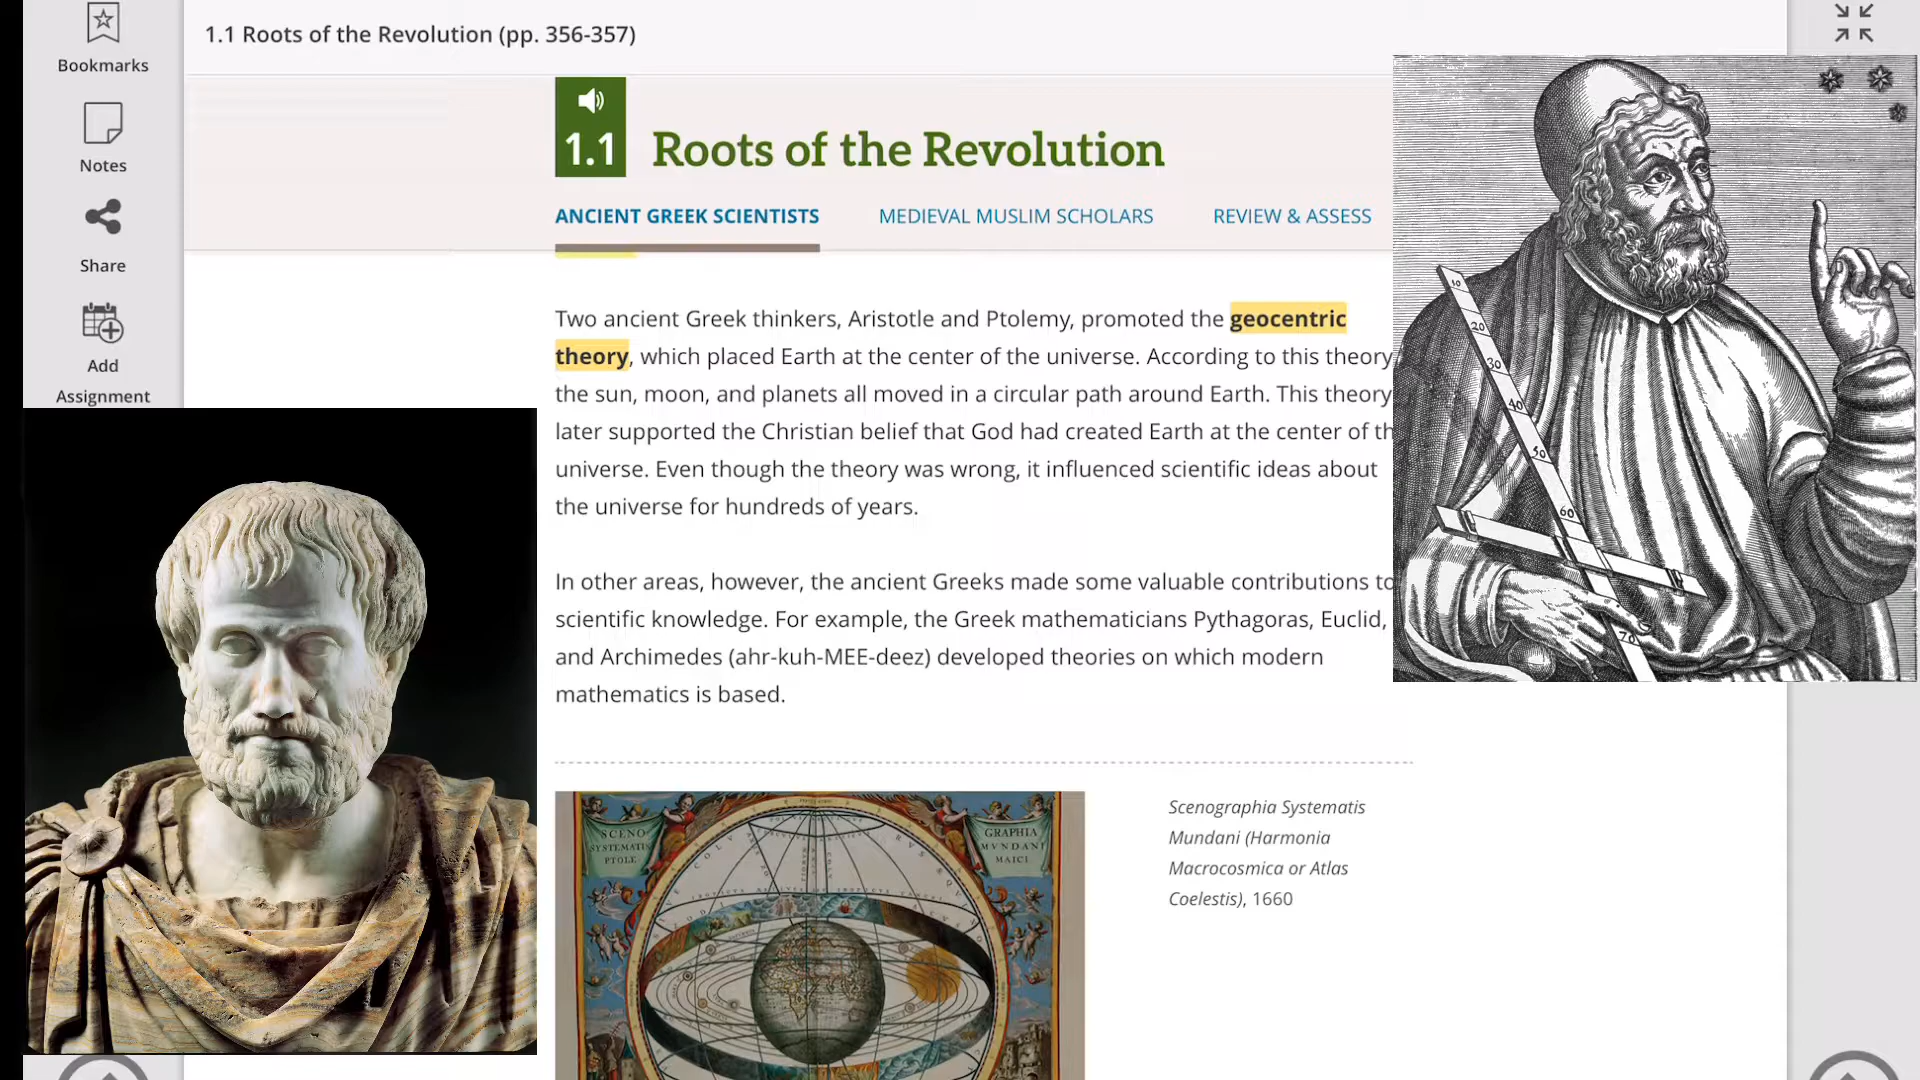 Bookmarks
Notes
Share
Add
Assignment
1.1 Roots of the Revolution (pp. 356-357)
1.1 Roots of the Revolution
ANCIENT GREEK SCIENTISTS MEDIEVAL MUSLIM SCHOLARS REVIEW & ASSESS
Two ancient Greek thinkers, Aristotle and Ptolemy, promoted the geocentric
theory, which placed Earth at the center of the universe. According to this theory
the sun, moon, and planets all moved in a circular path around Earth. This theory
later supported the Christian belief that God had created Earth at the center of th
universe. Even though the theory was wrong, it influenced scientific ideas about
the universe for hundreds of years.
In other areas, however, the ancient Greeks made some valuable contributions to
scientific knowledge. For example, the Greek mathematicians Pythagoras, Euclid,
and Archimedes (ahr-kuh-MEE-deez) developed theories on which modern
mathematics is based.
SCENO
SYSTEMATIS
PTOLE
GRAPHIA
MVNDANI
MAICI
Scenographia Systematis
Mundani (Harmonia
Macrocosmica or Atlas
Coelestis), 1660
10
20
30
40
50
60
70